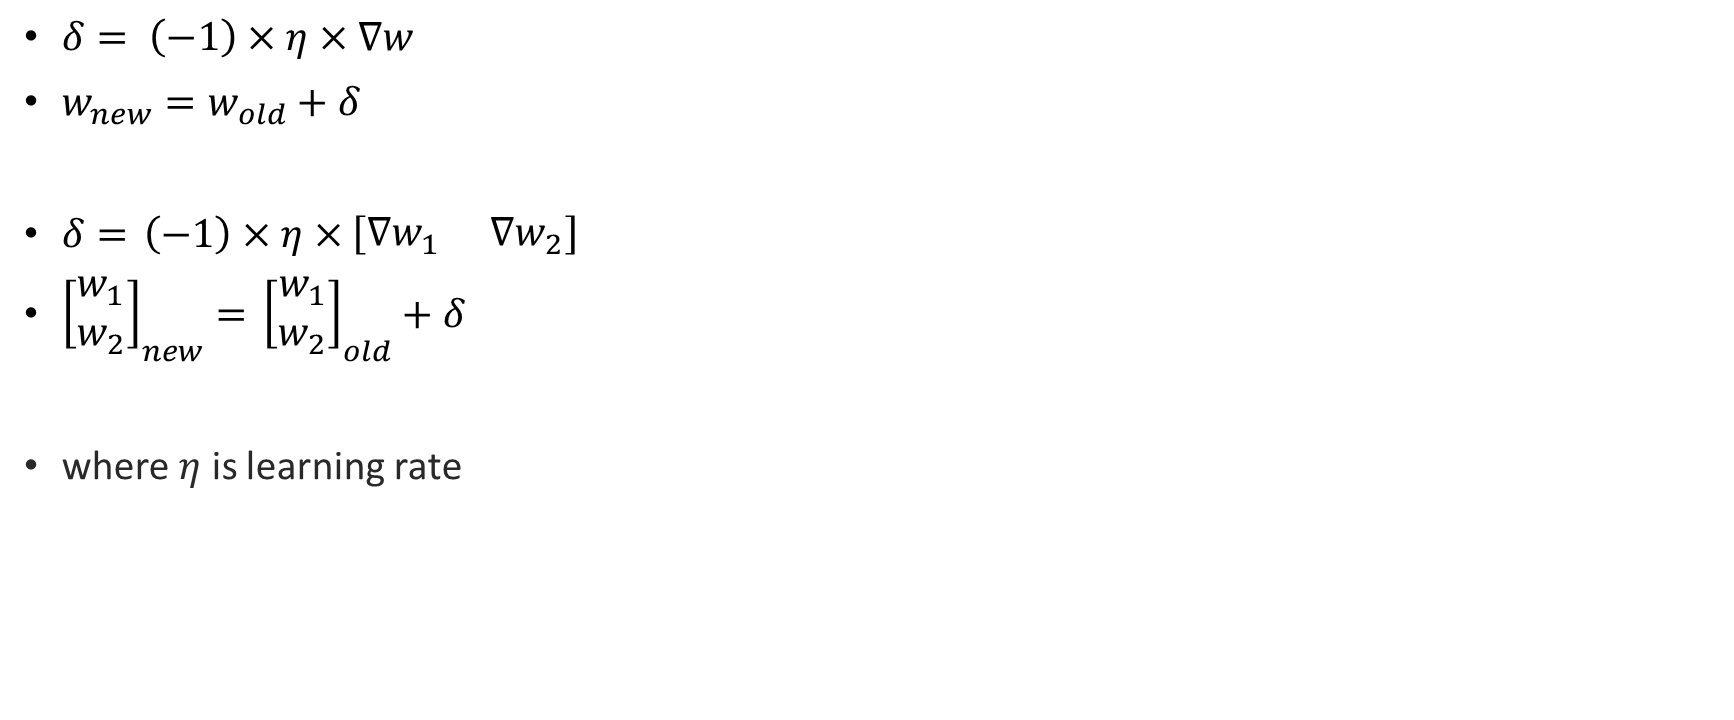 • δ = (−1) × η × ∇w
• w_new = w_old + δ
• δ = (−1) × η × [∇w₁ ∇w₂]
• [w₁ w₂]_new = [w₁ w₂]_old + δ
• where η is learning rate